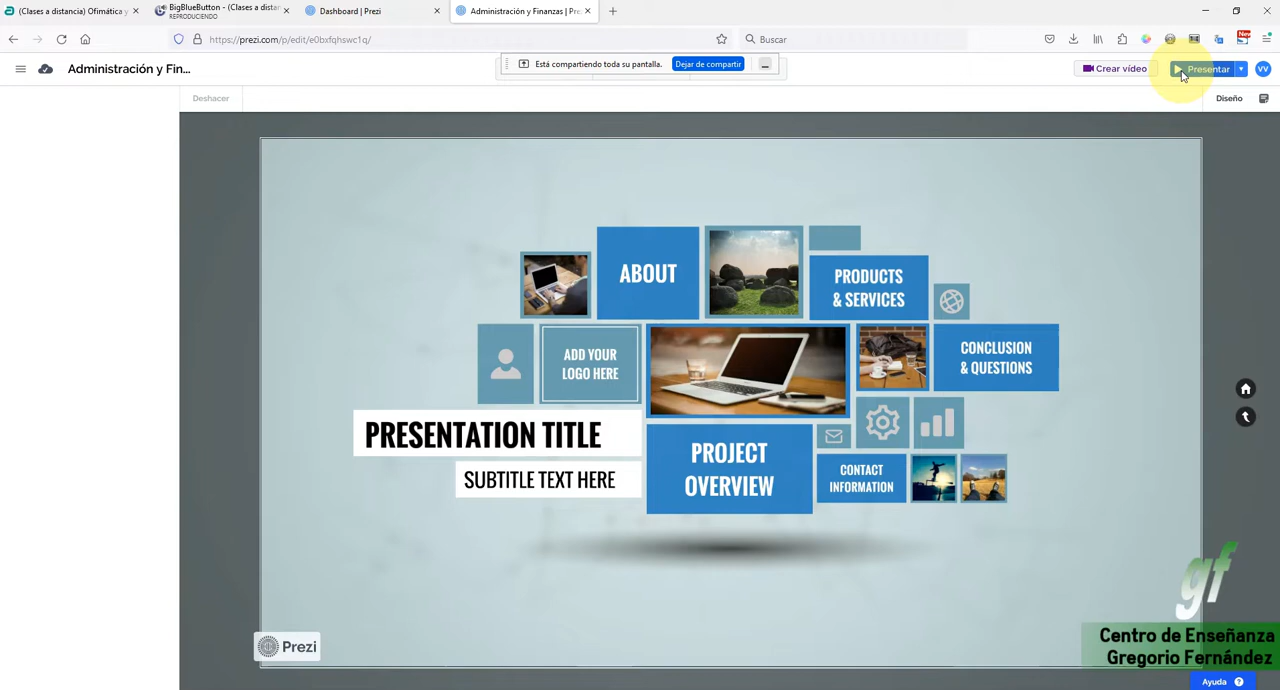 (Clases a distancia) Ofimática y
BigBlueButton - (Clases a distan
REPRODUCIENDO
Dashboard | Prezi
Administración y Finanzas | Pre
https://prezi.com/p/edit/e0bxfqhswc1q/
Buscar
New
Está compartiendo toda su pantalla.
Dejar de compartir
Administración y Fin...
Crear vídeo
Presentar
VV
Deshacer
Diseño
ABOUT
PRODUCTS
& SERVICES
ADD YOUR
LOGO HERE
CONCLUSION
& QUESTIONS
PRESENTATION TITLE
SUBTITLE TEXT HERE
PROJECT
OVERVIEW
CONTACT
INFORMATION
gf
Centro de Enseñanza
Gregorio Fernández
Prezi
Ayuda ?